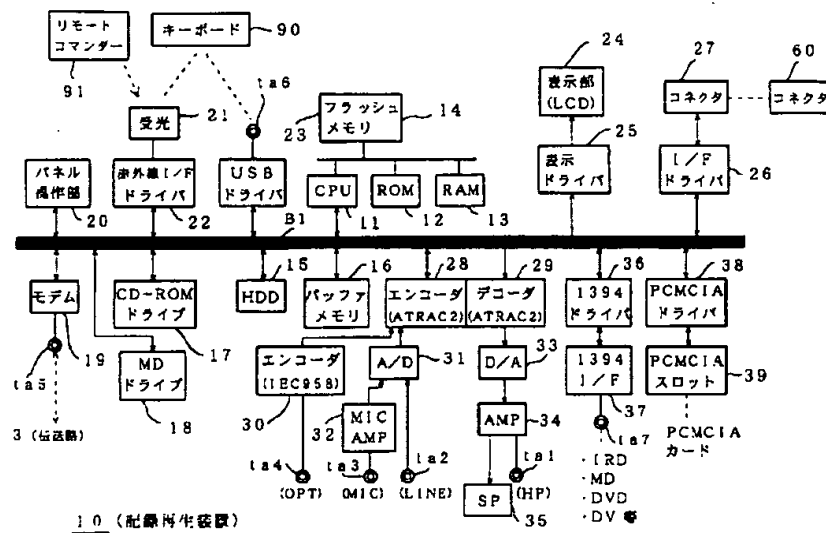 リモート
コマンダー
91
キーボード
90
受光
21
ta6
フラッシュ
メモリ
23
14
表示部
(LCD)
24
27
コネクタ
60
コネクタ
パネル
操作部
20
赤外線I/F
ドライバ
22
USB
ドライバ
CPU
11
ROM
12
RAM
13
表示
ドライバ
25
I/F
ドライバ
26
B1
モデム
19
CD-ROM
ドライブ
17
MD
ドライブ
18
HDD
15
バッファ
メモリ
16
エンコーダ
(ATRAC2)
28
デコーダ
(ATRAC2)
29
1394
ドライバ
36
PCMCIA
ドライバ
38
ta5
3 (伝送路)
エンコーダ
(IEC958)
30
A/D
31
D/A
33
1394
I/F
37
PCMCIA
スロット
39
MIC
AMP
32
AMP
34
ta7
PCMCIA
カード
ta4
(OPT)
ta3
(MIC)
ta2
(LINE)
ta1
(HP)
SP
35
・IRD
・MD
・DVD
・DV 等
10 (記録再生装置)